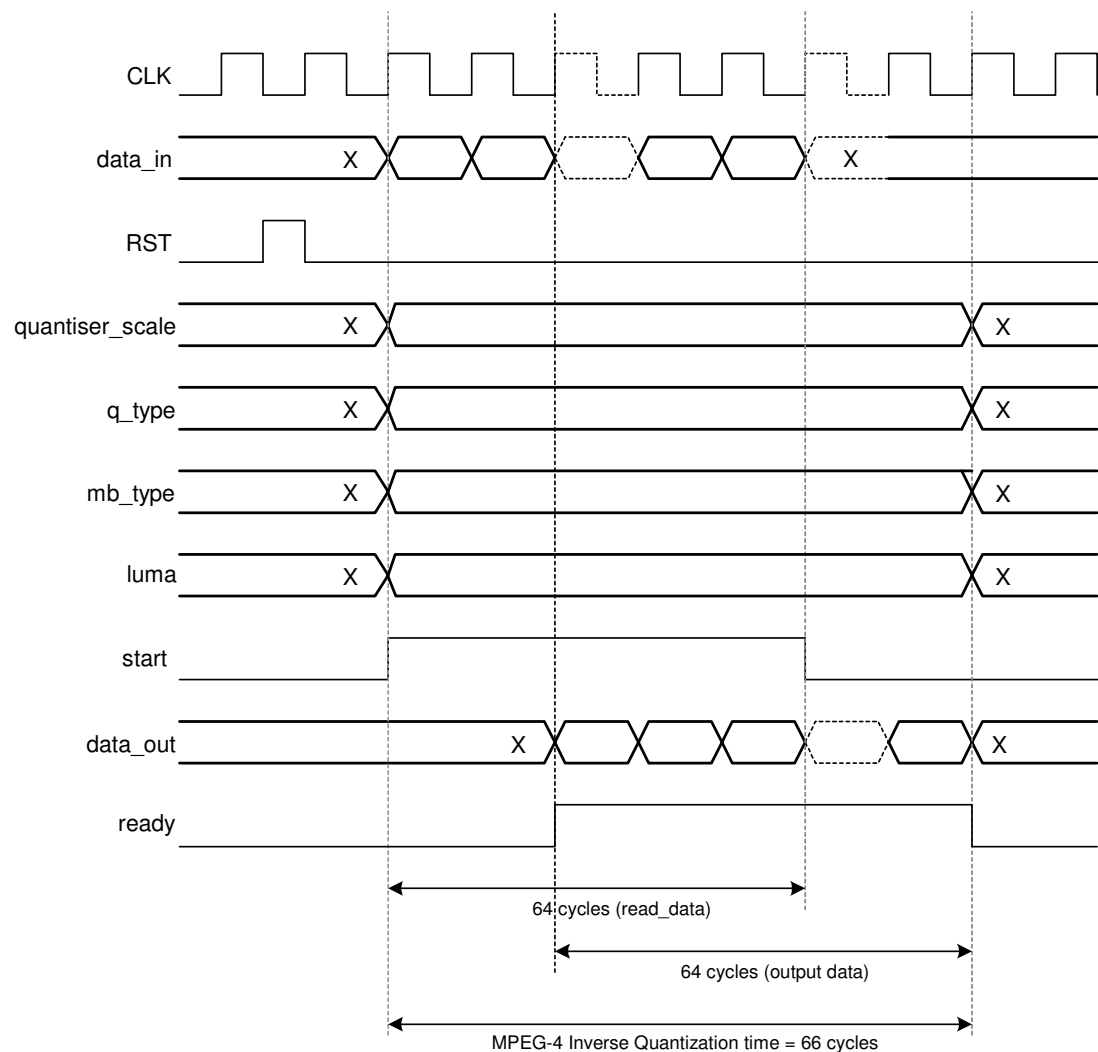 CLK
data_in X X
RST
quantiser_scale X X
q_type X X
mb_type X X
luma X X
start
data_out X X
ready
64 cycles (read_data)
64 cycles (output data)
MPEG-4 Inverse Quantization time = 66 cycles